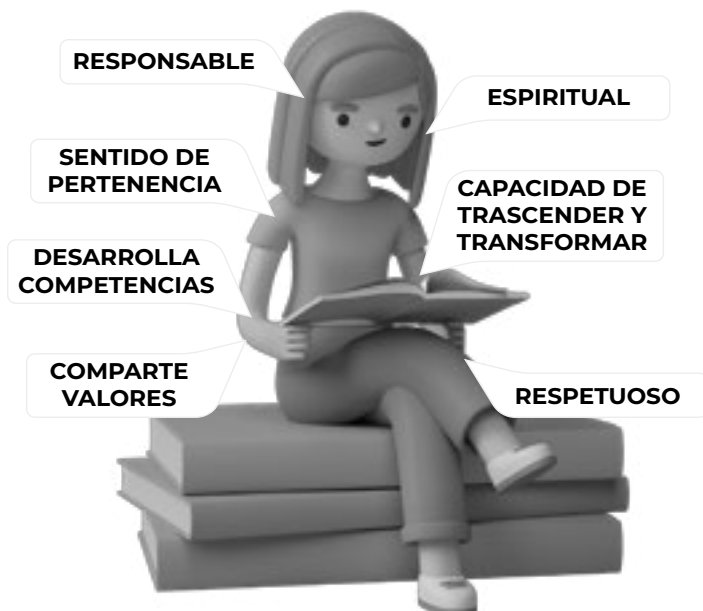 RESPONSABLE
ESPIRITUAL
SENTIDO DE
PERTENENCIA
CAPACIDAD DE
TRASCENDER Y
TRANSFORMAR
DESARROLLA
COMPETENCIAS
COMPARTE
VALORES
RESPETUOSO